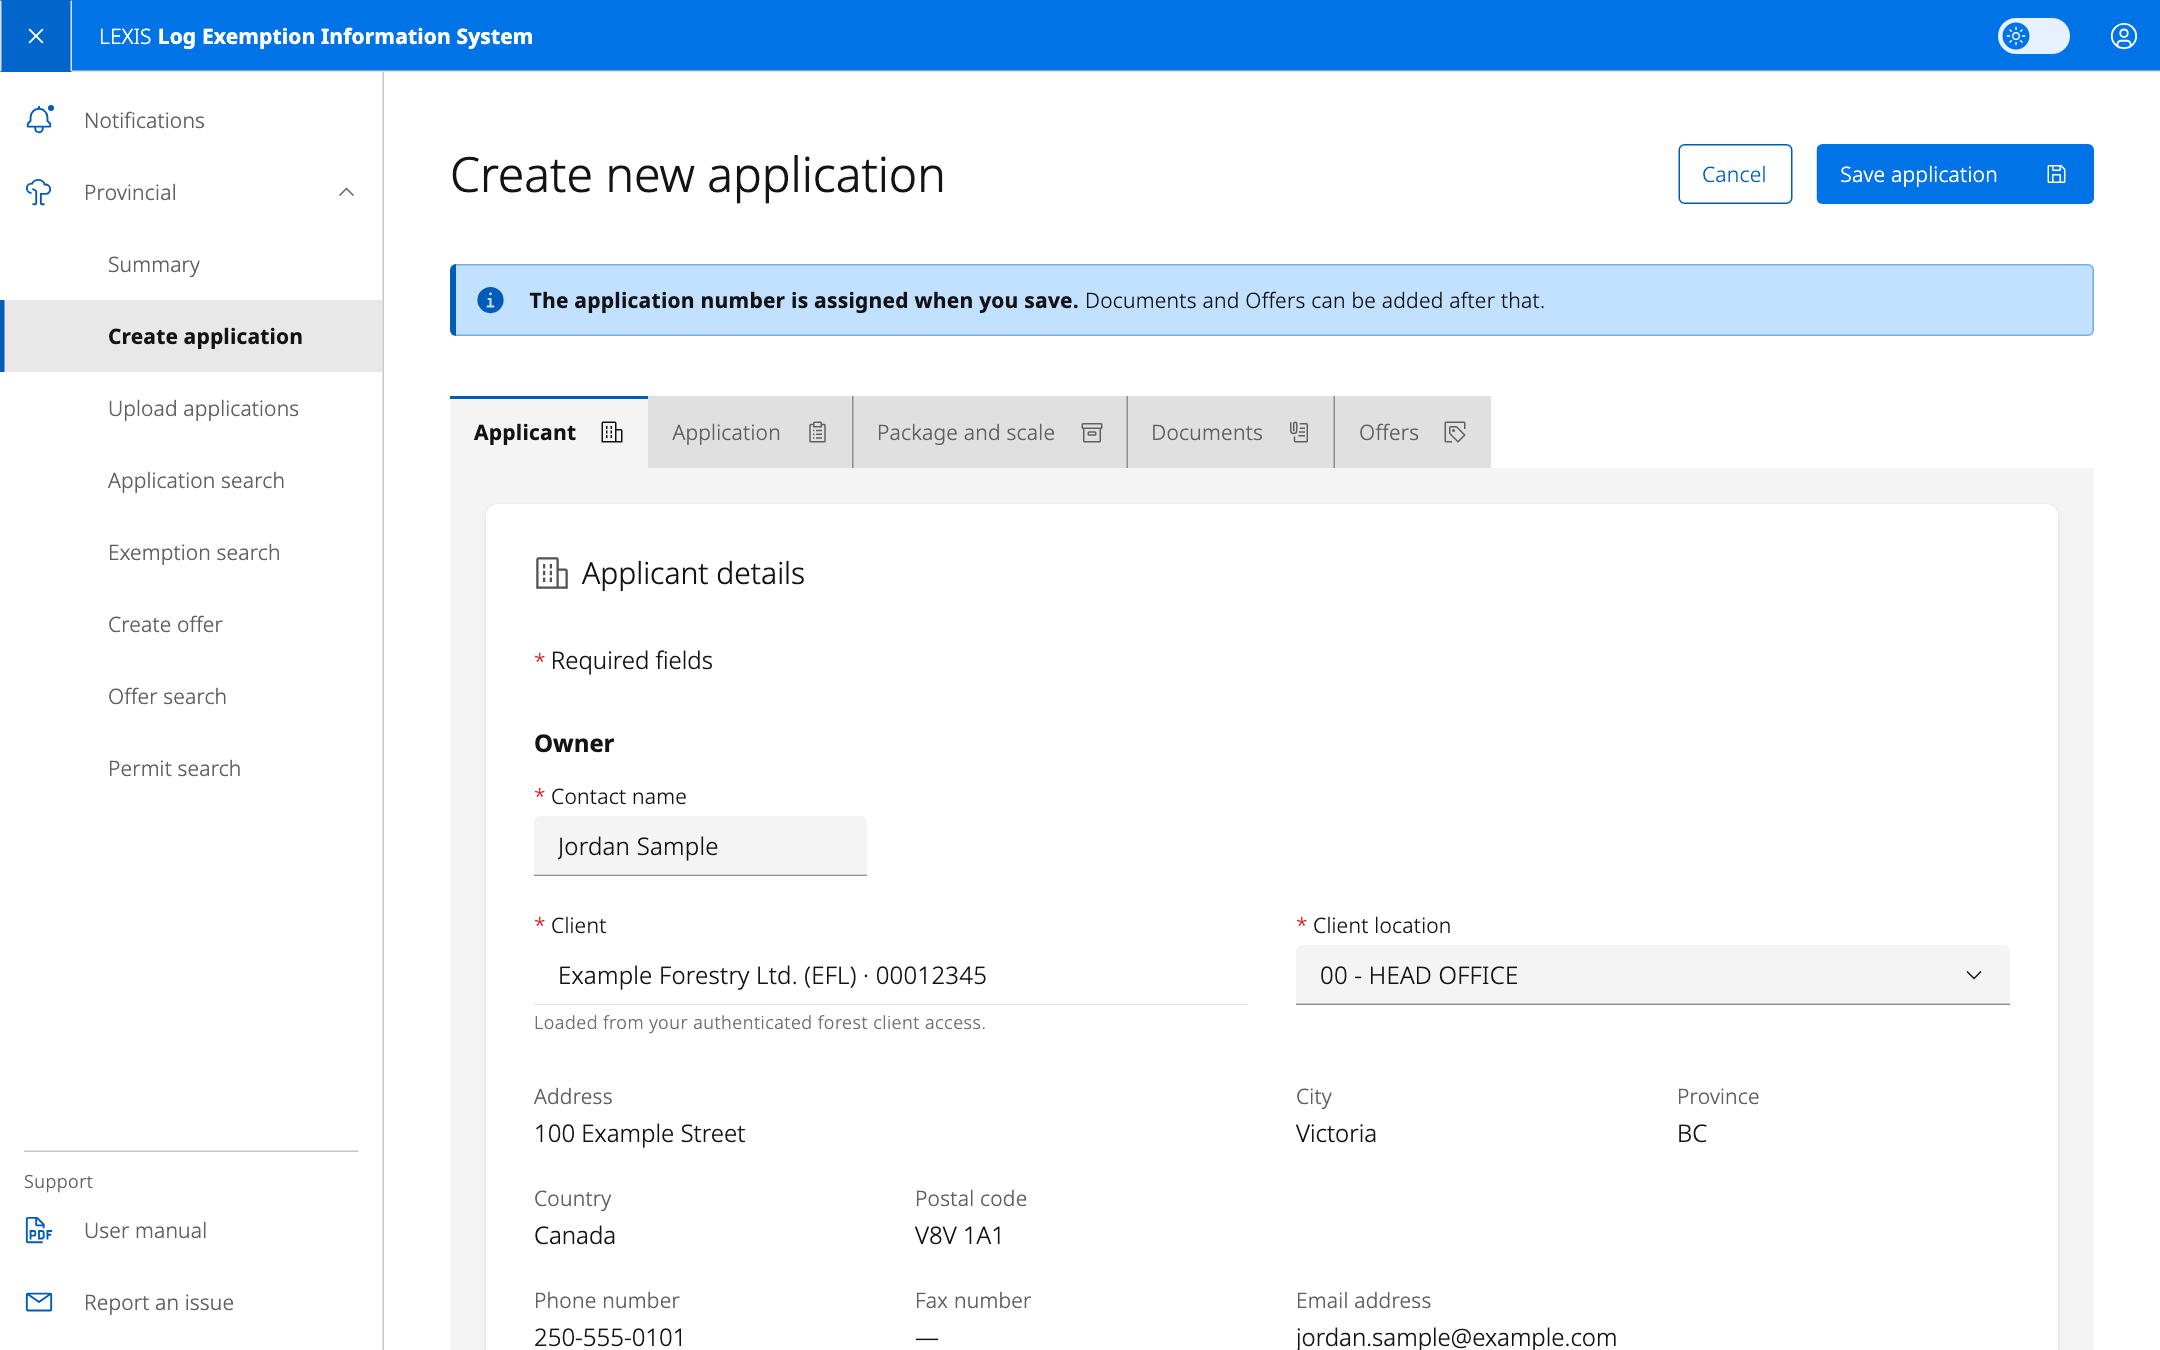 LEXIS Log Exemption Information System
Notifications
Provincial
Summary
Create application
Upload applications
Application search
Exemption search
Create offer
Offer search
Permit search
Support
PDF
User manual
Report an issue
Create new application
Cancel
Save application
The application number is assigned when you save. Documents and Offers can be added after that.
Applicant
Application
Package and scale
Documents
Offers
Applicant details
* Required fields
Owner
* Contact name
Jordan Sample
* Client
Example Forestry Ltd. (EFL) · 00012345
Loaded from your authenticated forest client access.
* Client location
00 - HEAD OFFICE
Address
100 Example Street
City
Victoria
Province
BC
Country
Canada
Postal code
V8V 1A1
Phone number
250-555-0101
Fax number
—
Email address
jordan.sample@example.com